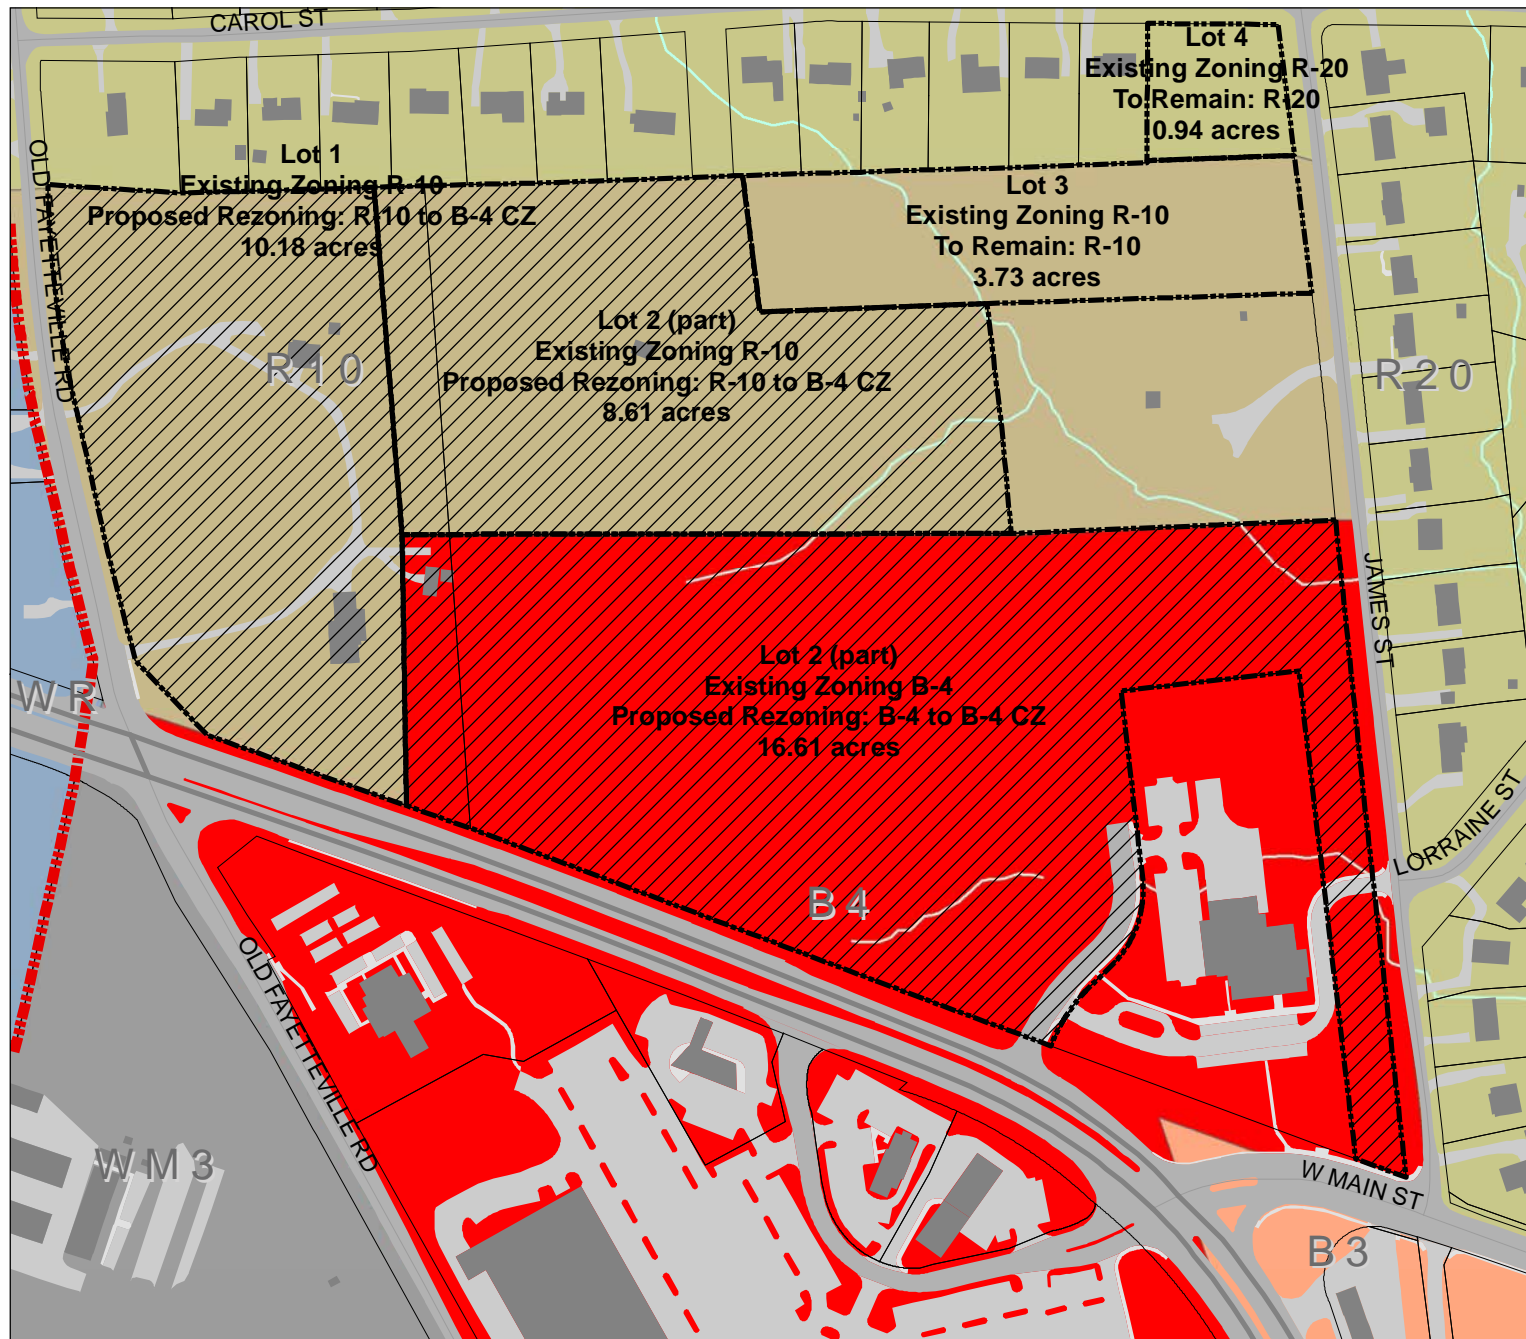 CAROL ST
Lot 4
Existing Zoning R-20
To Remain: R-20
0.94 acres
OLD FAYETTEVILLE RD
Lot 1
Existing Zoning R-10
Proposed Rezoning: R-10 to B-4 CZ
10.18 acres
Lot 3
Existing Zoning R-10
To Remain: R-10
3.73 acres
Lot 2 (part)
Existing Zoning R-10
Proposed Rezoning: R-10 to B-4 CZ
8.61 acres
R 1 0
R 2 0
JAMES ST
Lot 2 (part)
Existing Zoning B-4
Proposed Rezoning: B-4 to B-4 CZ
16.61 acres
W R
LORRAINE ST
B 4
OLD FAYETTEVILLE RD
W M 3
W MAIN ST
B 3